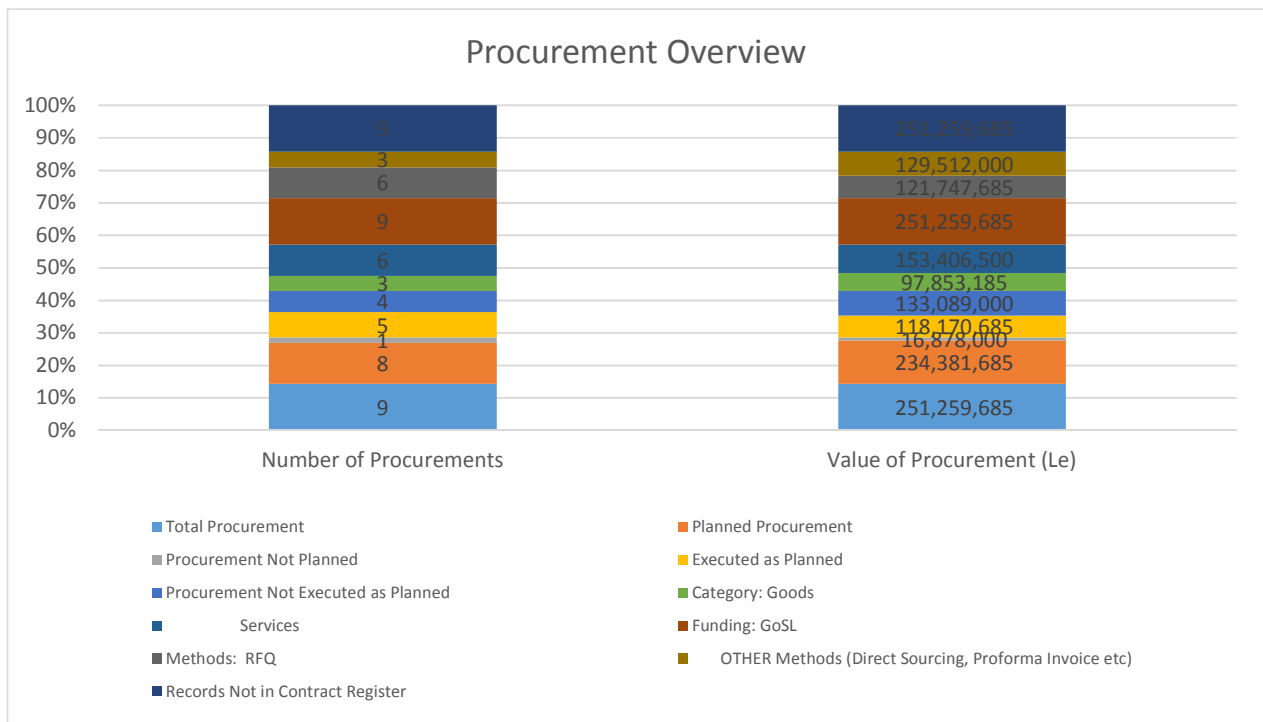 Procurement Overview
100%
90%
80%
70%
60%
50%
40%
30%
20%
10%
0%
9
3
6
9
6
3
4
5
1
8
9
251,259,685
129,512,000
121,747,685
251,259,685
153,406,500
97,853,185
133,089,000
118,170,685
16,878,000
234,381,685
251,259,685
Number of Procurements
Value of Procurement (Le)
Total Procurement
Planned Procurement
Procurement Not Planned
Executed as Planned
Procurement Not Executed as Planned
Category: Goods
Services
Funding: GoSL
Methods: RFQ
OTHER Methods (Direct Sourcing, Proforma Invoice etc)
Records Not in Contract Register